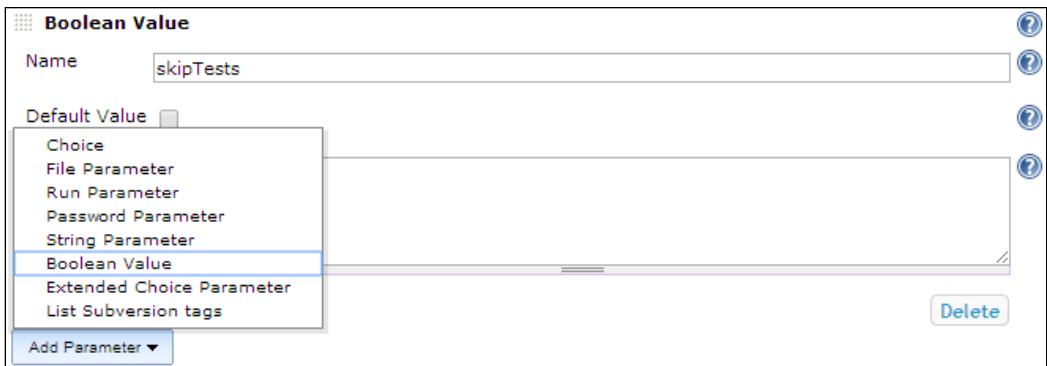 Boolean Value
Name
skipTests
Default Value
Choice
File Parameter
Run Parameter
Password Parameter
String Parameter
Boolean Value
Extended Choice Parameter
List Subversion tags
Delete
Add Parameter